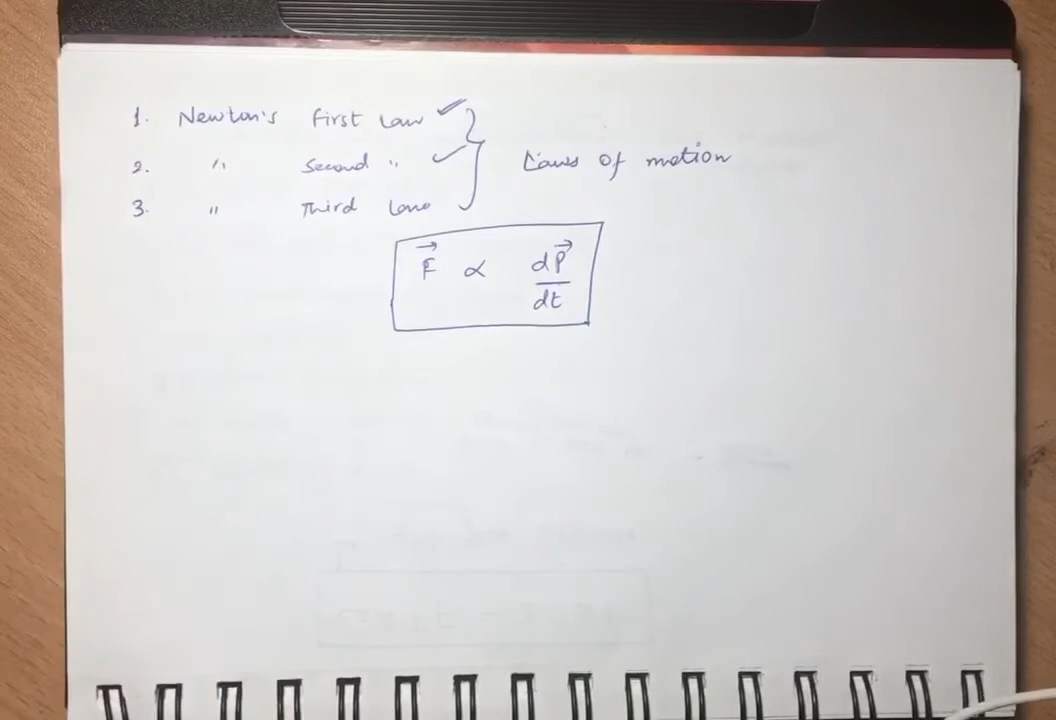 1. Newton's First Law ✓
2. " Second " ✓ } Laws of motion
3. " Third Law
F⃗ ∝ dP⃗/dt